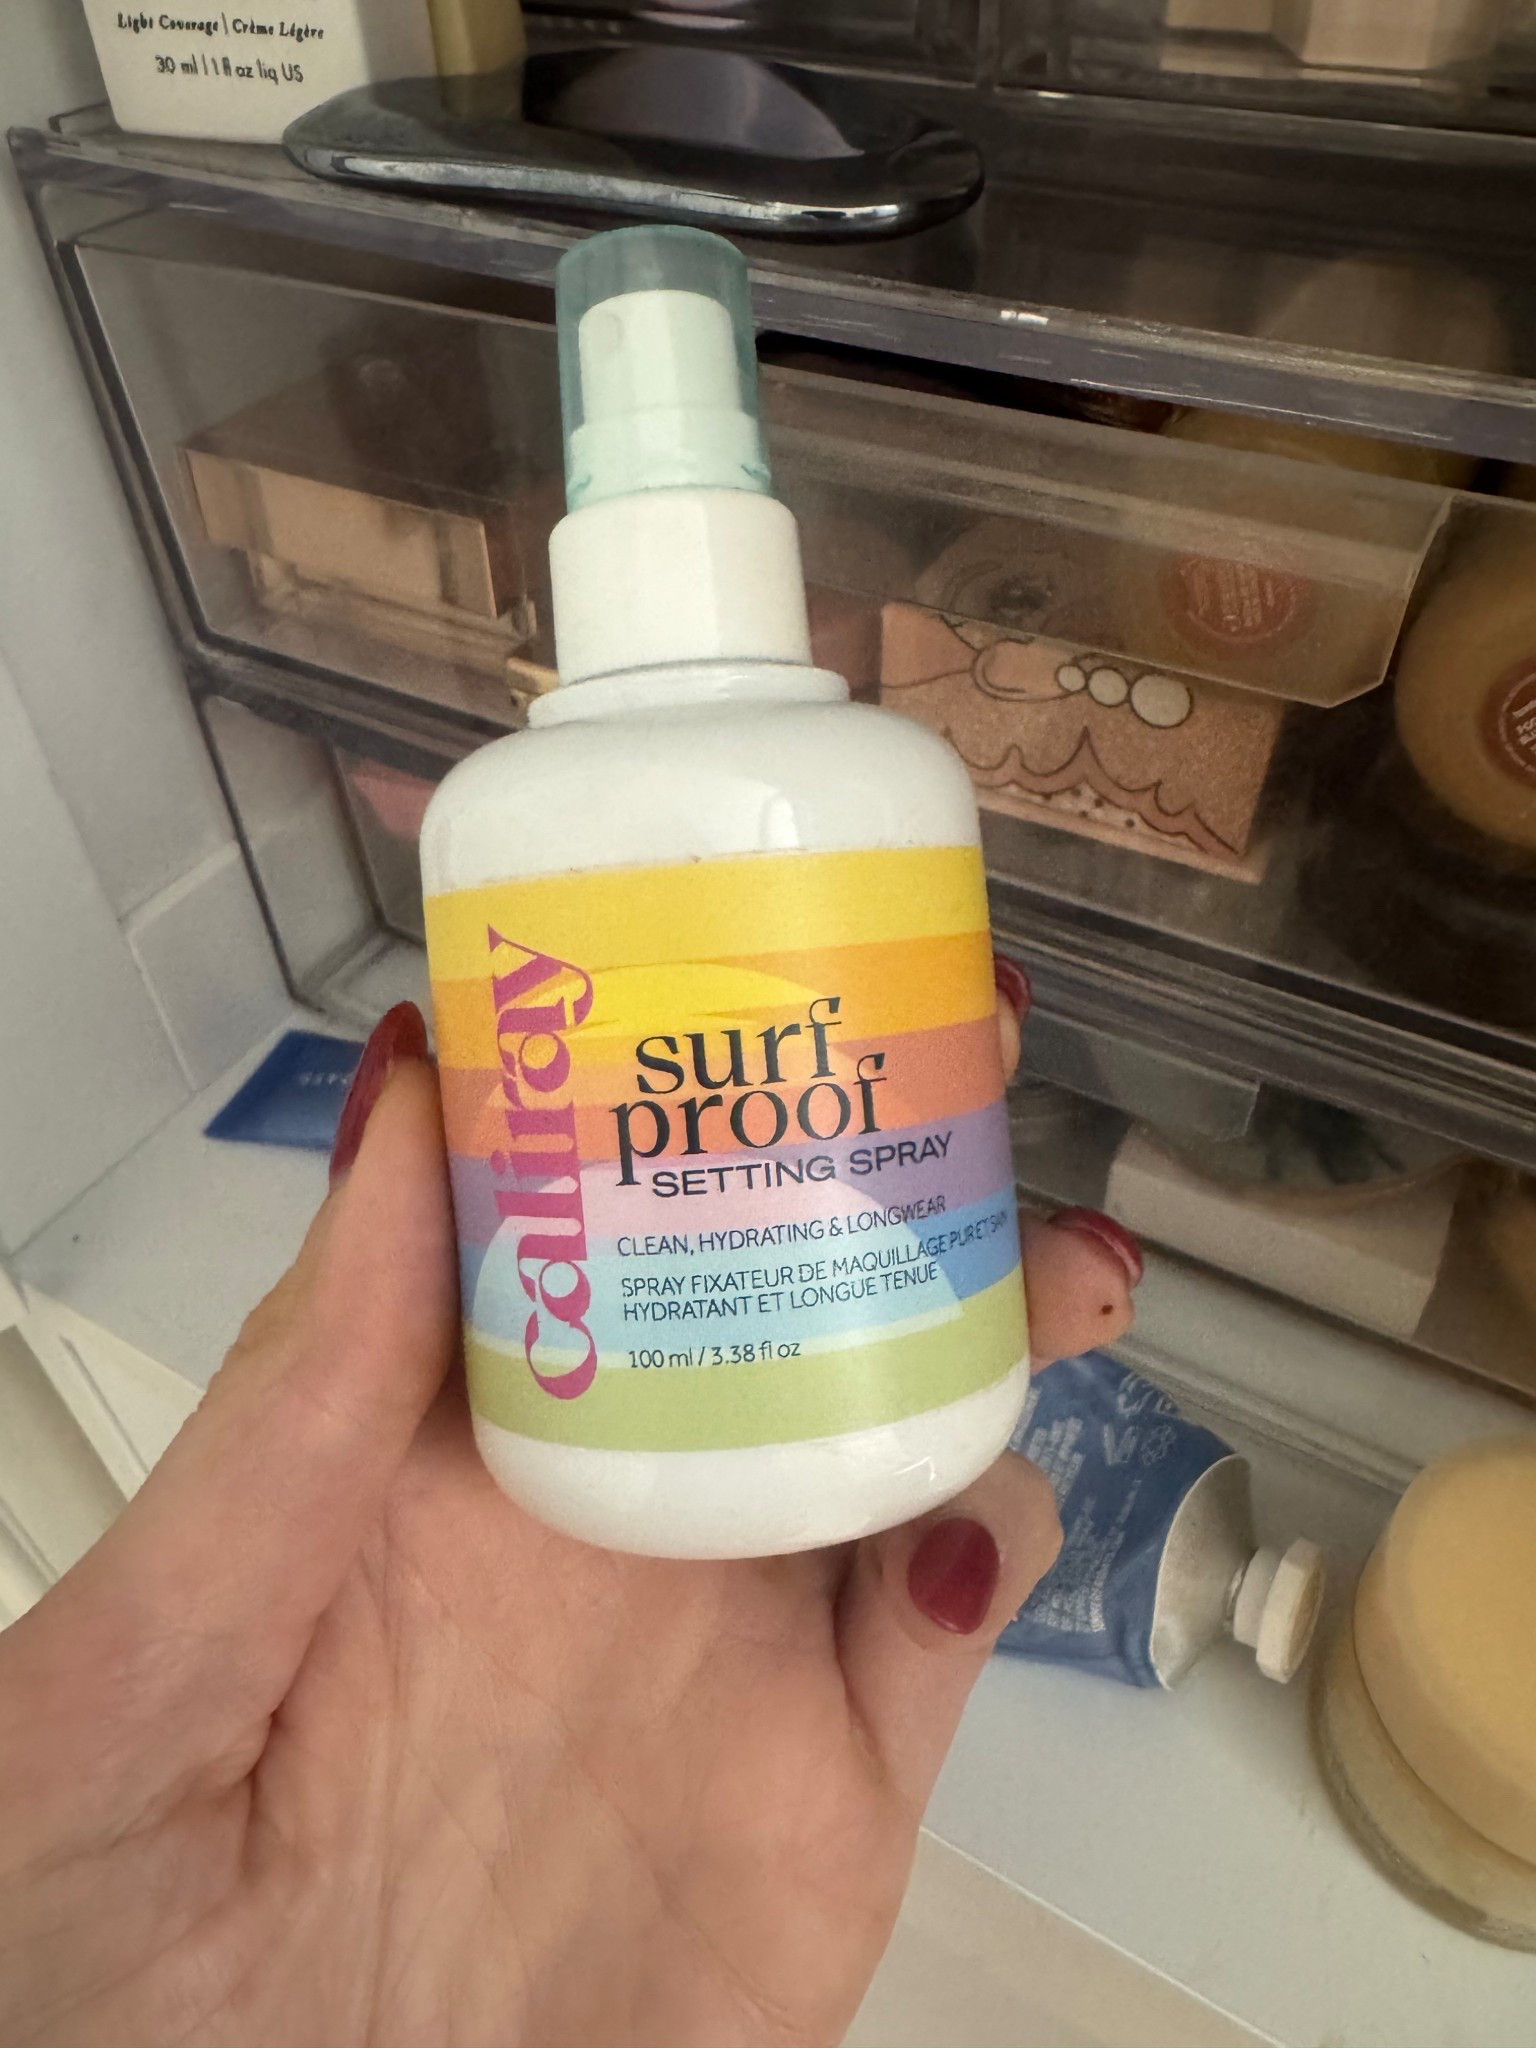 Light Coverage | Crème Légère
30 ml | 1 fl oz liq US
caliray
surf
proof
SETTING SPRAY
CLEAN, HYDRATING & LONGWEAR
SPRAY FIXATEUR DE MAQUILLAGE PUR ET SAIN
HYDRATANT ET LONGUE TENUE
100 ml / 3.38 fl oz